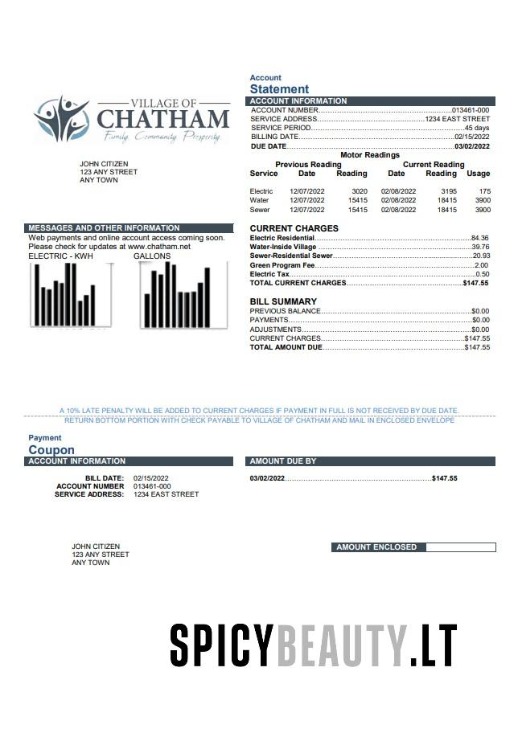 Account
Statement
VILLAGE OF
CHATHAM
Family. Community. Prosperity.
ACCOUNT INFORMATION
ACCOUNT NUMBER 013461-000
SERVICE ADDRESS 1234 EAST STREET
SERVICE PERIOD 45 days
BILLING DATE 02/15/2022
DUE DATE 03/02/2022
JOHN CITIZEN
123 ANY STREET
ANY TOWN
Motor Readings
Previous Reading Current Reading
Service Date Reading Date Reading Usage
Electric 12/07/2022 3020 02/08/2022 3195 175
Water 12/07/2022 15415 02/08/2022 18415 3900
Sewer 12/07/2022 15415 02/08/2022 18415 3900
MESSAGES AND OTHER INFORMATION
Web payments and online account access coming soon.
Please check for updates at www.chatham.net
ELECTRIC - KWH GALLONS
CURRENT CHARGES
Electric Residential 84.36
Water-Inside Village 39.76
Sewer-Residential Sewer 20.93
Green Program Fee 2.00
Electric Tax 0.50
TOTAL CURRENT CHARGES $147.55
BILL SUMMARY
PREVIOUS BALANCE $0.00
PAYMENTS $0.00
ADJUSTMENTS $0.00
CURRENT CHARGES $147.55
TOTAL AMOUNT DUE $147.55
A 10% LATE PENALTY WILL BE ADDED TO CURRENT CHARGES IF PAYMENT IN FULL IS NOT RECEIVED BY DUE DATE.
RETURN BOTTOM PORTION WITH CHECK PAYABLE TO VILLAGE OF CHATHAM AND MAIL IN ENCLOSED ENVELOPE
Payment
Coupon
ACCOUNT INFORMATION
BILL DATE: 02/15/2022
ACCOUNT NUMBER 013461-000
SERVICE ADDRESS: 1234 EAST STREET
AMOUNT DUE BY
03/02/2022 $147.55
JOHN CITIZEN
123 ANY STREET
ANY TOWN
AMOUNT ENCLOSED
SPICYBEAUTY.LT